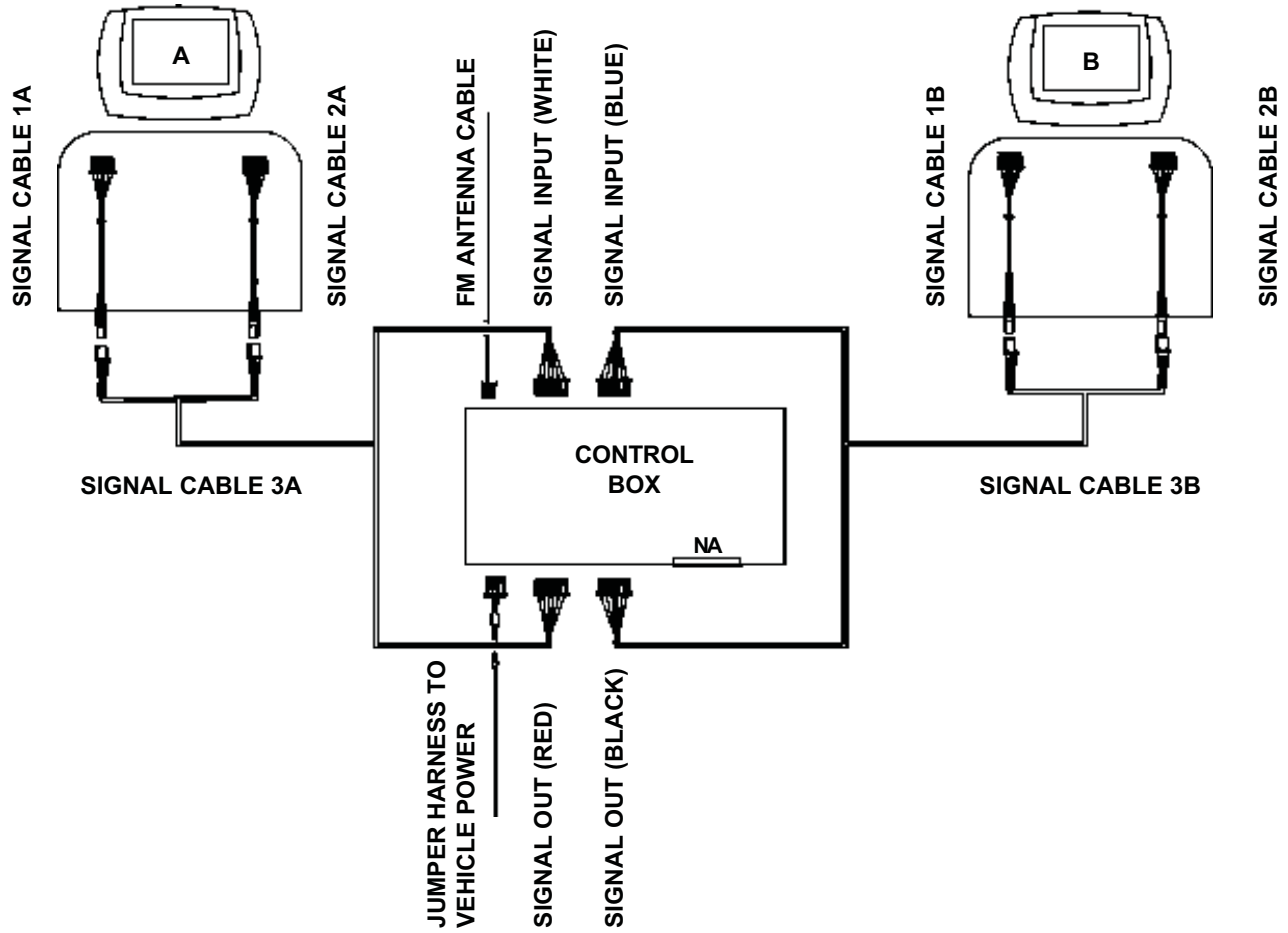 A
B
SIGNAL CABLE 1A
SIGNAL CABLE 2A
FM ANTENNA CABLE
SIGNAL INPUT (WHITE)
SIGNAL INPUT (BLUE)
SIGNAL CABLE 1B
SIGNAL CABLE 2B
CONTROL
BOX
SIGNAL CABLE 3A
SIGNAL CABLE 3B
NA
JUMPER HARNESS TO
VEHICLE POWER
SIGNAL OUT (RED)
SIGNAL OUT (BLACK)